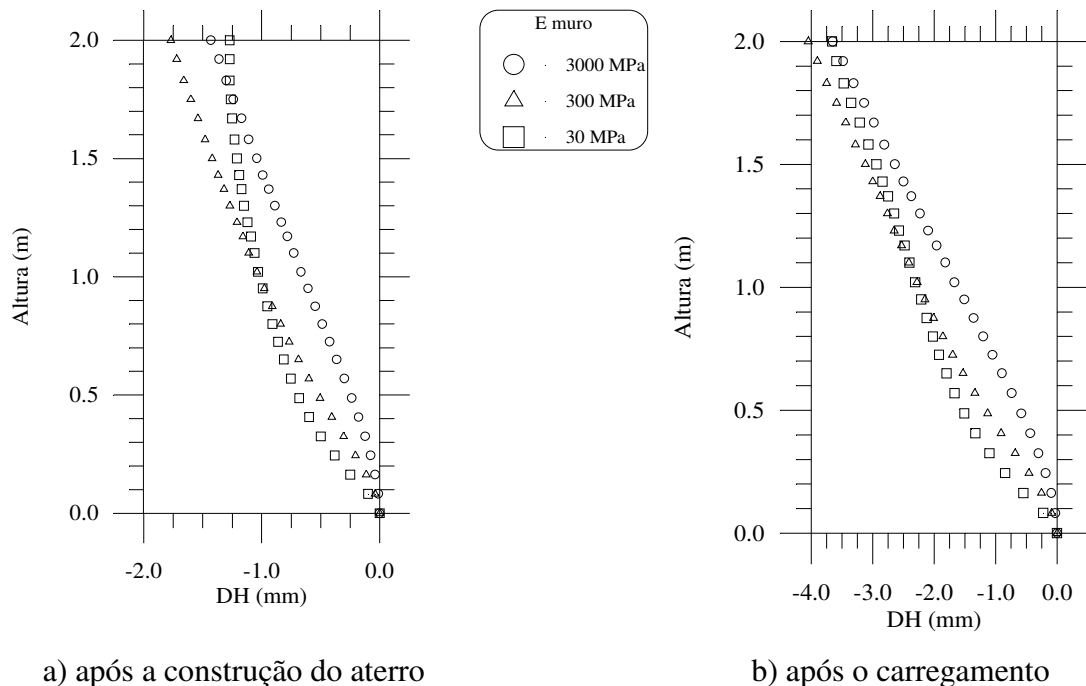 2.0
1.5
1.0
0.5
0.0
Altura (m)
-2.0 -1.0 0.0
DH (mm)
a) após a construção do aterro
E muro
3000 MPa
300 MPa
30 MPa
2.0
1.5
1.0
0.5
0.0
Altura (m)
-4.0 -3.0 -2.0 -1.0 0.0
DH (mm)
b) após o carregamento